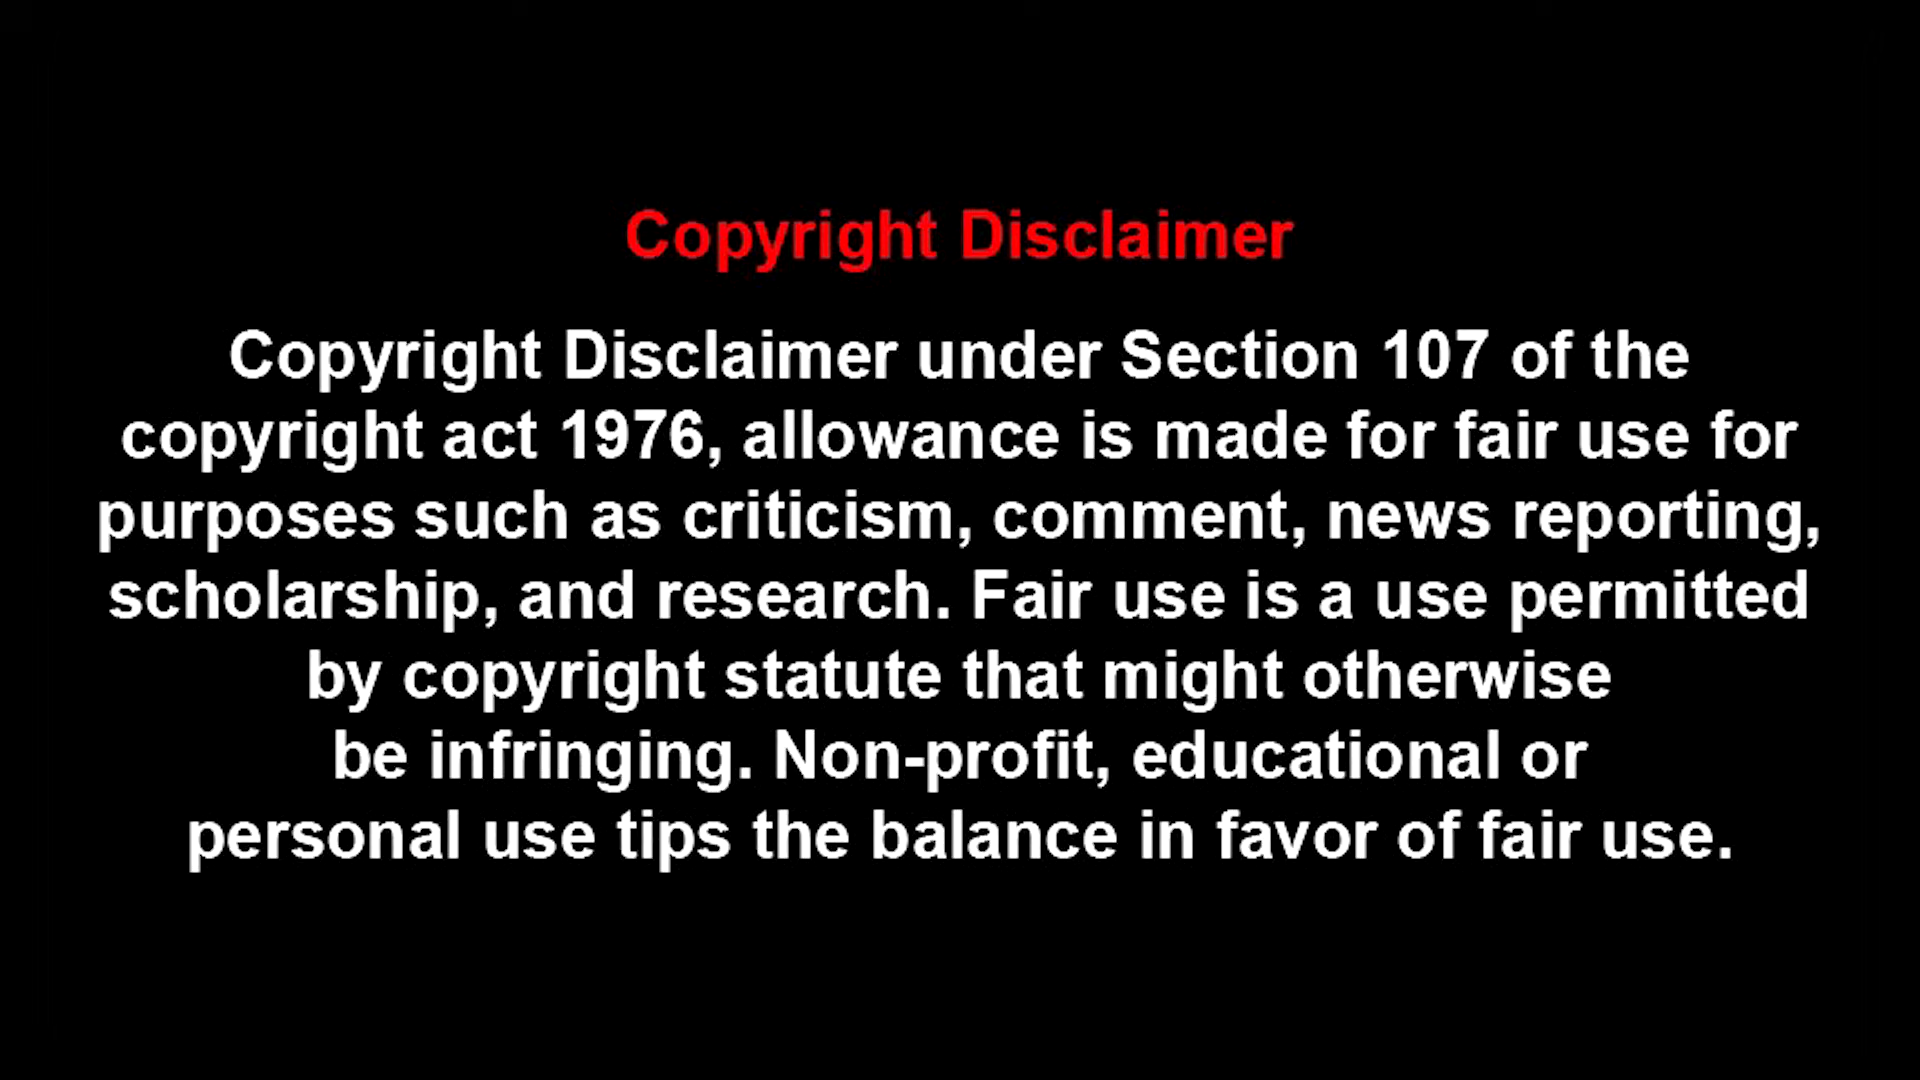 Copyright Disclaimer
Copyright Disclaimer under Section 107 of the
copyright act 1976, allowance is made for fair use for
purposes such as criticism, comment, news reporting,
scholarship, and research. Fair use is a use permitted
by copyright statute that might otherwise
be infringing. Non-profit, educational or
personal use tips the balance in favor of fair use.